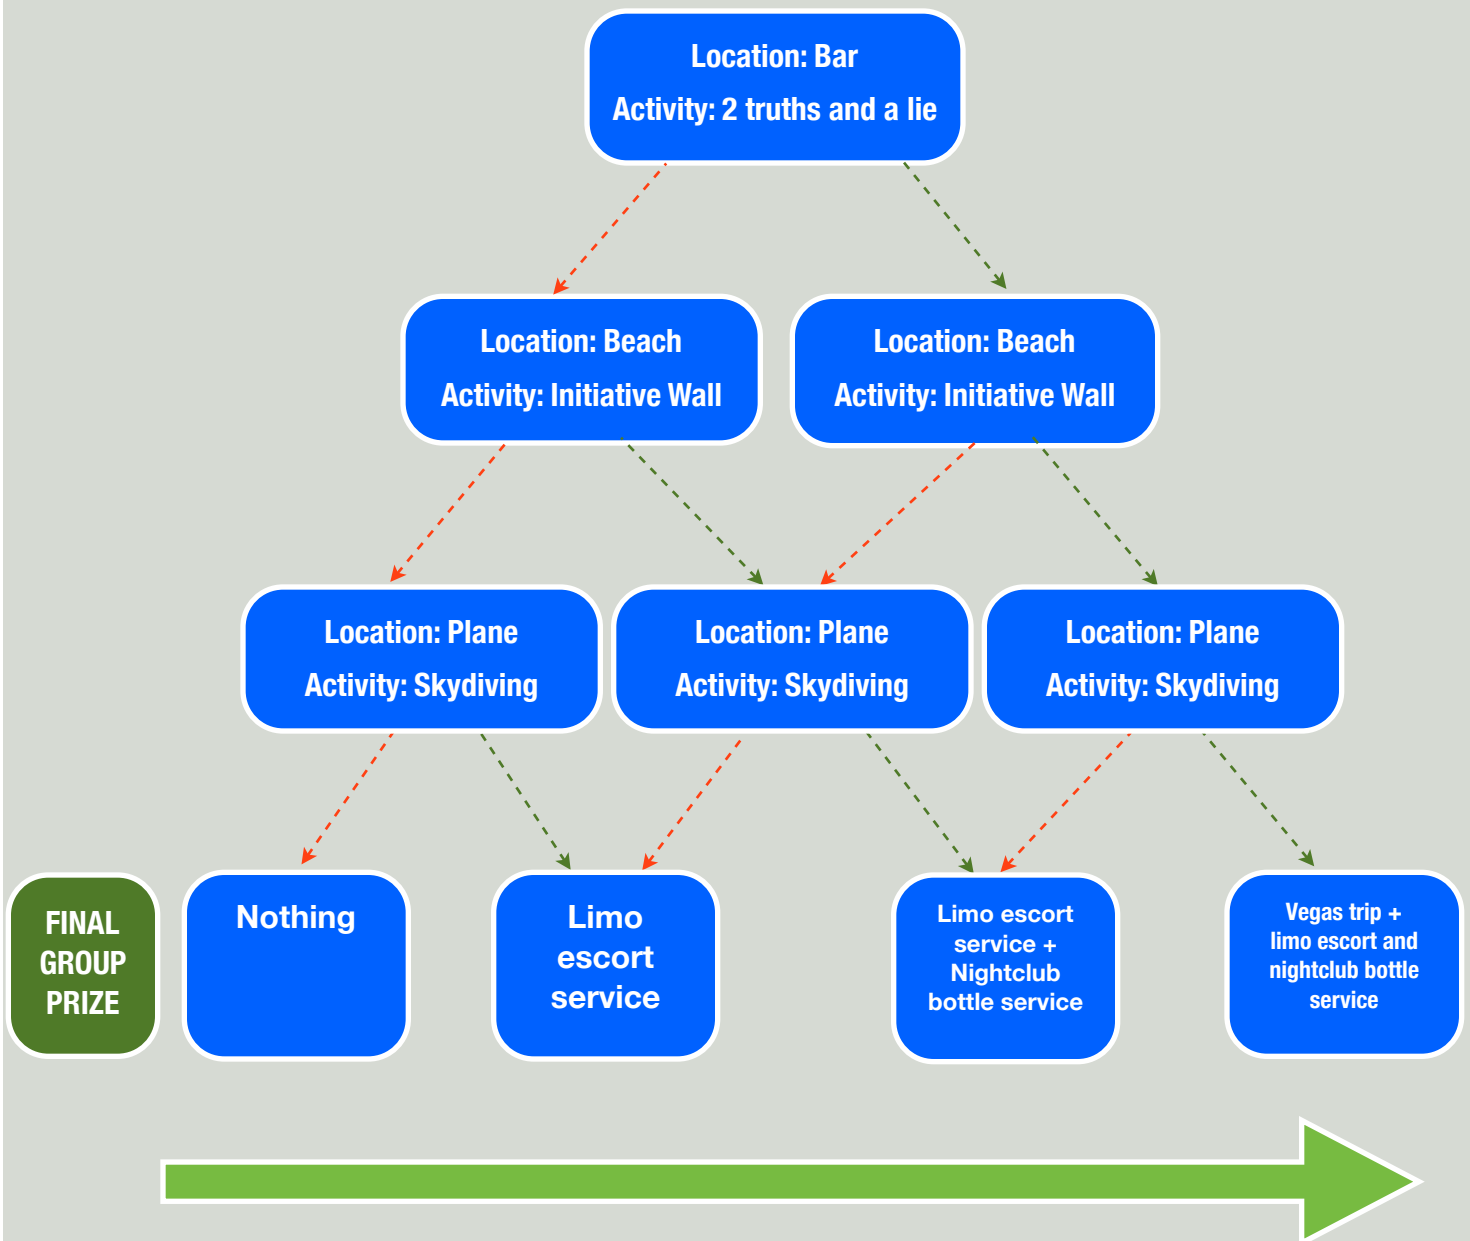 Location: Bar
Activity: 2 truths and a lie
Location: Beach
Activity: Initiative Wall
Location: Beach
Activity: Initiative Wall
Location: Plane
Activity: Skydiving
Location: Plane
Activity: Skydiving
Location: Plane
Activity: Skydiving
FINAL
GROUP
PRIZE
Nothing
Limo
escort
service
Limo escort
service +
Nightclub
bottle service
Vegas trip +
limo escort and
nightclub bottle
service